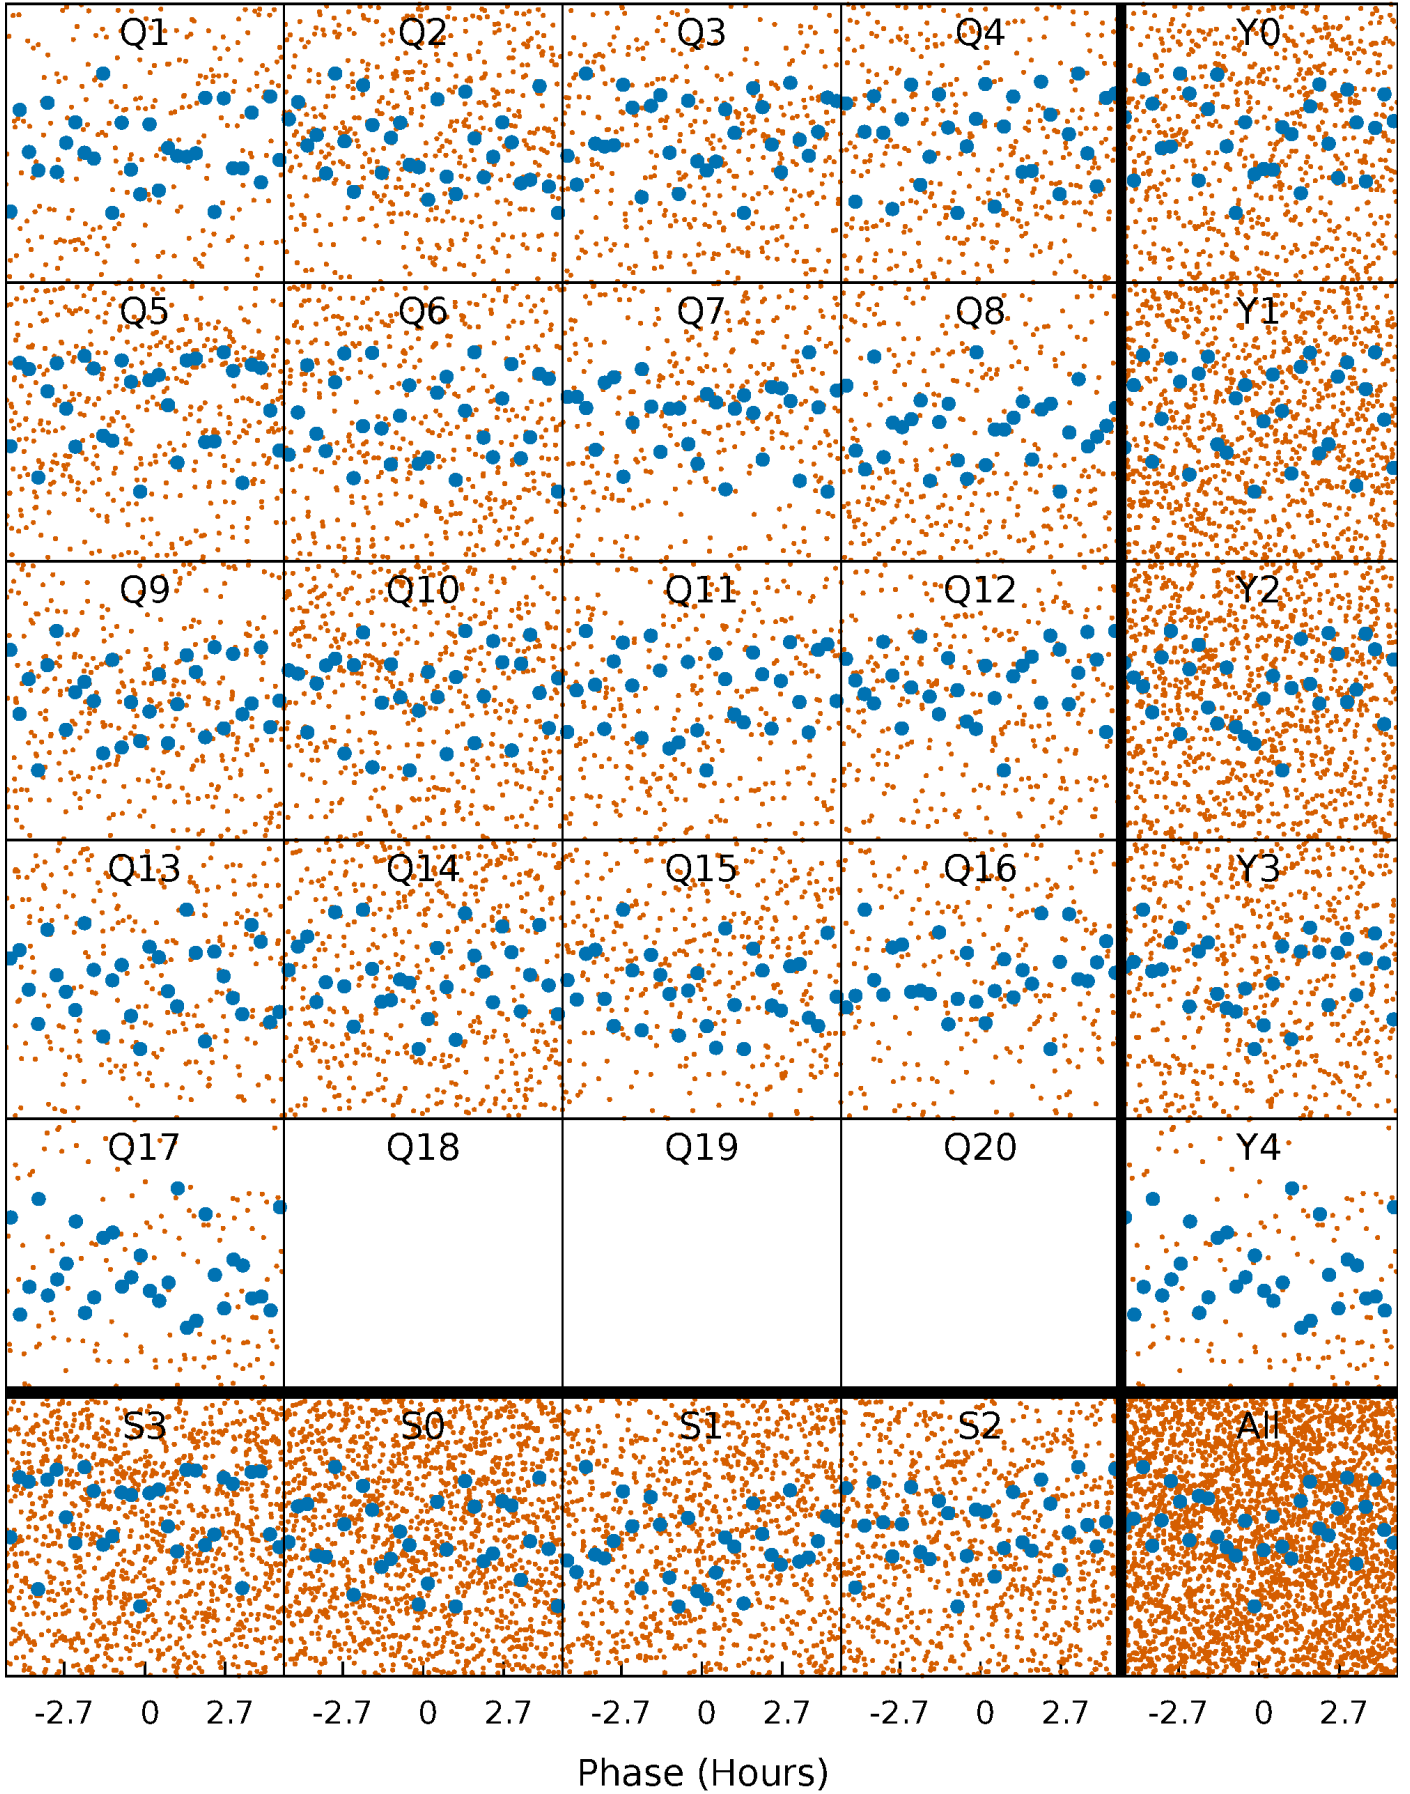 Q1 Q2 Q3 Q4 Y0
Q5 Q6 Q7 Q8 Y1
Q9 Q10 Q11 Q12 Y2
Q13 Q14 Q15 Q16 Y3
Q17 Q18 Q19 Q20 Y4
S3 S0 S1 S2 All
-2.7 0 2.7 -2.7 0 2.7 -2.7 0 2.7 -2.7 0 2.7 -2.7 0 2.7
Phase (Hours)